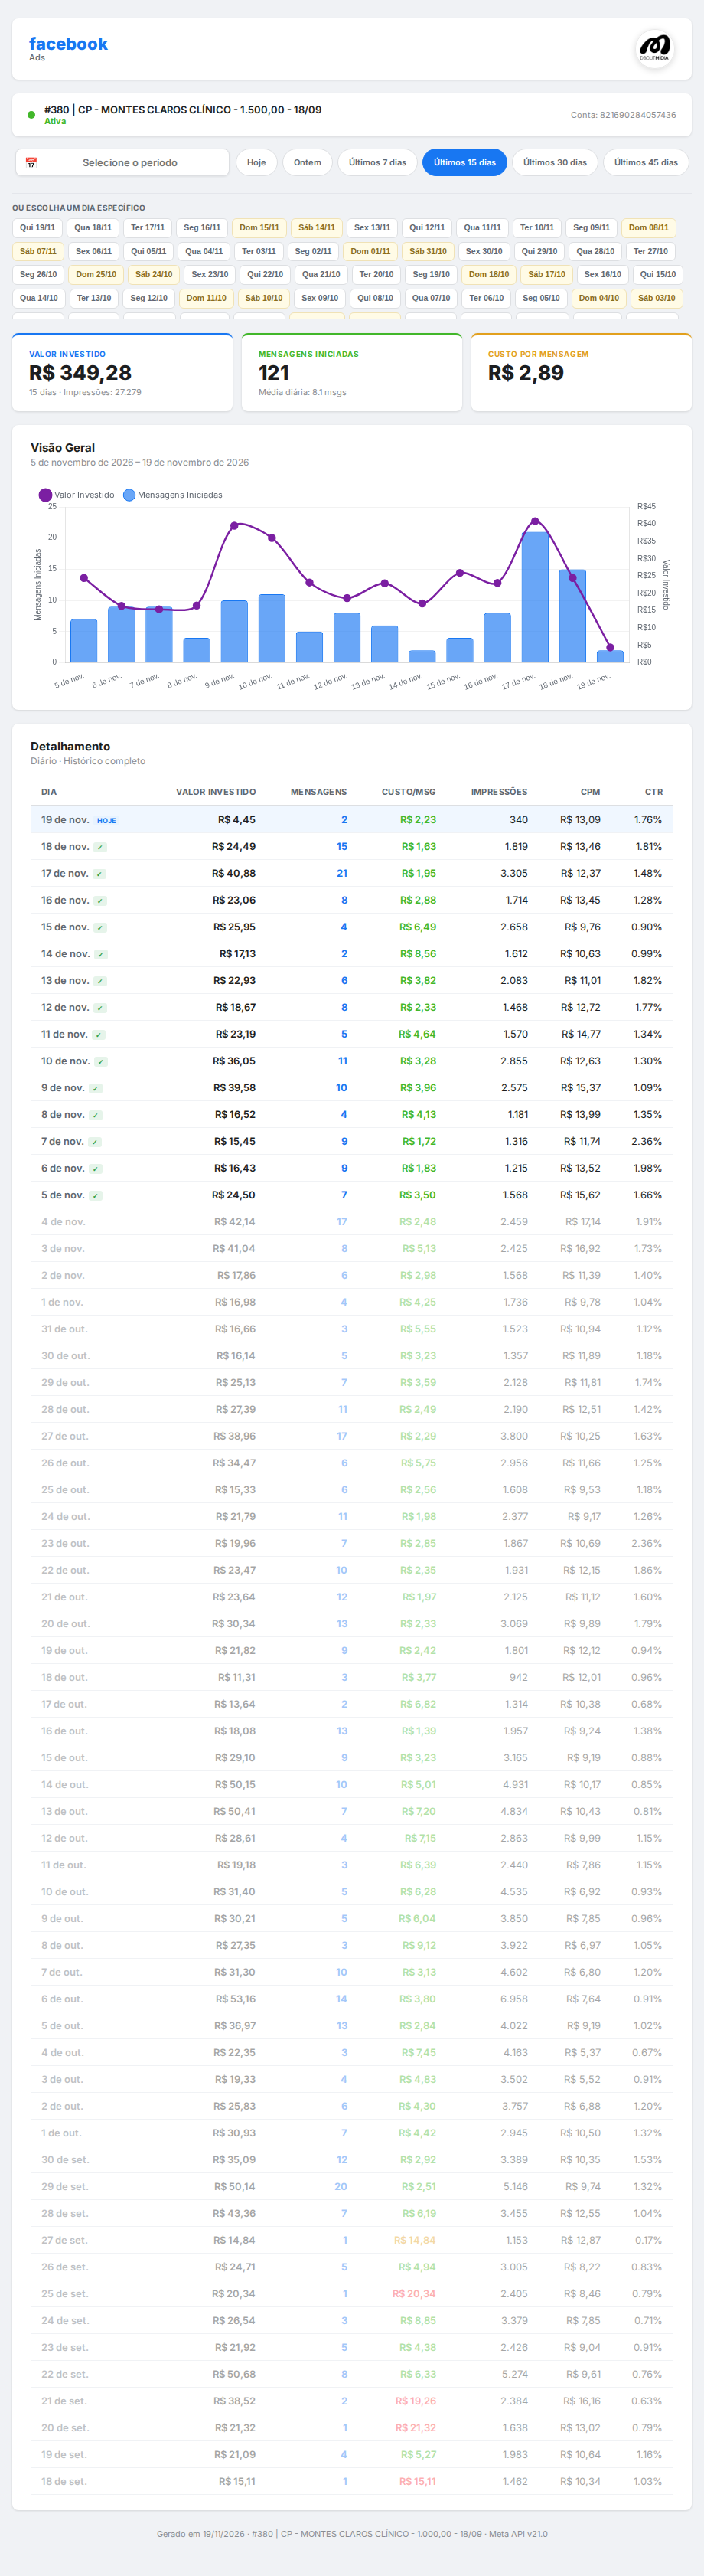 facebook
Ads
DBOUTMÍDIA
#380 | CP - MONTES CLAROS CLÍNICO - 1.500,00 - 18/09
Ativa
Conta: 821690284057436
Selecione o período Hoje Ontem Últimos 7 dias Últimos 15 dias Últimos 30 dias Últimos 45 dias
OU ESCOLHA UM DIA ESPECÍFICO
Qui 19/11 Qua 18/11 Ter 17/11 Seg 16/11 Dom 15/11 Sáb 14/11 Sex 13/11 Qui 12/11 Qua 11/11 Ter 10/11 Seg 09/11 Dom 08/11
Sáb 07/11 Sex 06/11 Qui 05/11 Qua 04/11 Ter 03/11 Seg 02/11 Dom 01/11 Sáb 31/10 Sex 30/10 Qui 29/10 Qua 28/10 Ter 27/10
Seg 26/10 Dom 25/10 Sáb 24/10 Sex 23/10 Qui 22/10 Qua 21/10 Ter 20/10 Seg 19/10 Dom 18/10 Sáb 17/10 Sex 16/10 Qui 15/10
Qua 14/10 Ter 13/10 Seg 12/10 Dom 11/10 Sáb 10/10 Sex 09/10 Qui 08/10 Qua 07/10 Ter 06/10 Seg 05/10 Dom 04/10 Sáb 03/10
VALOR INVESTIDO
R$ 349,28
15 dias · Impressões: 27.279
MENSAGENS INICIADAS
121
Média diária: 8.1 msgs
CUSTO POR MENSAGEM
R$ 2,89
Visão Geral
5 de novembro de 2026 – 19 de novembro de 2026
Valor Investido Mensagens Iniciadas
25
20
15
10
5
0
Mensagens Iniciadas
R$45
R$40
R$35
R$30
R$25
R$20
R$15
R$10
R$5
R$0
Valor Investido
5 de nov. 6 de nov. 7 de nov. 8 de nov. 9 de nov. 10 de nov. 11 de nov. 12 de nov. 13 de nov. 14 de nov. 15 de nov. 16 de nov. 17 de nov. 18 de nov. 19 de nov.
Detalhamento
Diário · Histórico completo
DIA VALOR INVESTIDO MENSAGENS CUSTO/MSG IMPRESSÕES CPM CTR
19 de nov. HOJE R$ 4,45 2 R$ 2,23 340 R$ 13,09 1.76%
18 de nov. ✓ R$ 24,49 15 R$ 1,63 1.819 R$ 13,46 1.81%
17 de nov. ✓ R$ 40,88 21 R$ 1,95 3.305 R$ 12,37 1.48%
16 de nov. ✓ R$ 23,06 8 R$ 2,88 1.714 R$ 13,45 1.28%
15 de nov. ✓ R$ 25,95 4 R$ 6,49 2.658 R$ 9,76 0.90%
14 de nov. ✓ R$ 17,13 2 R$ 8,56 1.612 R$ 10,63 0.99%
13 de nov. ✓ R$ 22,93 6 R$ 3,82 2.083 R$ 11,01 1.82%
12 de nov. ✓ R$ 18,67 8 R$ 2,33 1.468 R$ 12,72 1.77%
11 de nov. ✓ R$ 23,19 5 R$ 4,64 1.570 R$ 14,77 1.34%
10 de nov. ✓ R$ 36,05 11 R$ 3,28 2.855 R$ 12,63 1.30%
9 de nov. ✓ R$ 39,58 10 R$ 3,96 2.575 R$ 15,37 1.09%
8 de nov. ✓ R$ 16,52 4 R$ 4,13 1.181 R$ 13,99 1.35%
7 de nov. ✓ R$ 15,45 9 R$ 1,72 1.316 R$ 11,74 2.36%
6 de nov. ✓ R$ 16,43 9 R$ 1,83 1.215 R$ 13,52 1.98%
5 de nov. ✓ R$ 24,50 7 R$ 3,50 1.568 R$ 15,62 1.66%
4 de nov. R$ 42,14 17 R$ 2,48 2.459 R$ 17,14 1.91%
3 de nov. R$ 41,04 8 R$ 5,13 2.425 R$ 16,92 1.73%
2 de nov. R$ 17,86 6 R$ 2,98 1.568 R$ 11,39 1.40%
1 de nov. R$ 16,98 4 R$ 4,25 1.736 R$ 9,78 1.04%
31 de out. R$ 16,66 3 R$ 5,55 1.523 R$ 10,94 1.12%
30 de out. R$ 16,14 5 R$ 3,23 1.357 R$ 11,89 1.18%
29 de out. R$ 25,13 7 R$ 3,59 2.128 R$ 11,81 1.74%
28 de out. R$ 27,39 11 R$ 2,49 2.190 R$ 12,51 1.42%
27 de out. R$ 38,96 17 R$ 2,29 3.800 R$ 10,25 1.63%
26 de out. R$ 34,47 6 R$ 5,75 2.956 R$ 11,66 1.25%
25 de out. R$ 15,33 6 R$ 2,56 1.608 R$ 9,53 1.18%
24 de out. R$ 21,79 11 R$ 1,98 2.377 R$ 9,17 1.26%
23 de out. R$ 19,96 7 R$ 2,85 1.867 R$ 10,69 2.36%
22 de out. R$ 23,47 10 R$ 2,35 1.931 R$ 12,15 1.86%
21 de out. R$ 23,64 12 R$ 1,97 2.125 R$ 11,12 1.60%
20 de out. R$ 30,34 13 R$ 2,33 3.069 R$ 9,89 1.79%
19 de out. R$ 21,82 9 R$ 2,42 1.801 R$ 12,12 0.94%
18 de out. R$ 11,31 3 R$ 3,77 942 R$ 12,01 0.96%
17 de out. R$ 13,64 2 R$ 6,82 1.314 R$ 10,38 0.68%
16 de out. R$ 18,08 13 R$ 1,39 1.957 R$ 9,24 1.38%
15 de out. R$ 29,10 9 R$ 3,23 3.165 R$ 9,19 0.88%
14 de out. R$ 50,15 10 R$ 5,01 4.931 R$ 10,17 0.85%
13 de out. R$ 50,41 7 R$ 7,20 4.834 R$ 10,43 0.81%
12 de out. R$ 28,61 4 R$ 7,15 2.863 R$ 9,99 1.15%
11 de out. R$ 19,18 3 R$ 6,39 2.440 R$ 7,86 1.15%
10 de out. R$ 31,40 5 R$ 6,28 4.535 R$ 6,92 0.93%
9 de out. R$ 30,21 5 R$ 6,04 3.850 R$ 7,85 0.96%
8 de out. R$ 27,35 3 R$ 9,12 3.922 R$ 6,97 1.05%
7 de out. R$ 31,30 10 R$ 3,13 4.602 R$ 6,80 1.20%
6 de out. R$ 53,16 14 R$ 3,80 6.958 R$ 7,64 0.91%
5 de out. R$ 36,97 13 R$ 2,84 4.022 R$ 9,19 1.02%
4 de out. R$ 22,35 3 R$ 7,45 4.163 R$ 5,37 0.67%
3 de out. R$ 19,33 4 R$ 4,83 3.502 R$ 5,52 0.91%
2 de out. R$ 25,83 6 R$ 4,30 3.757 R$ 6,88 1.20%
1 de out. R$ 30,93 7 R$ 4,42 2.945 R$ 10,50 1.32%
30 de set. R$ 35,09 12 R$ 2,92 3.389 R$ 10,35 1.53%
29 de set. R$ 50,14 20 R$ 2,51 5.146 R$ 9,74 1.32%
28 de set. R$ 43,36 7 R$ 6,19 3.455 R$ 12,55 1.04%
27 de set. R$ 14,84 1 R$ 14,84 1.153 R$ 12,87 0.17%
26 de set. R$ 24,71 5 R$ 4,94 3.005 R$ 8,22 0.83%
25 de set. R$ 20,34 1 R$ 20,34 2.405 R$ 8,46 0.79%
24 de set. R$ 26,54 3 R$ 8,85 3.379 R$ 7,85 0.71%
23 de set. R$ 21,92 5 R$ 4,38 2.426 R$ 9,04 0.91%
22 de set. R$ 50,68 8 R$ 6,33 5.274 R$ 9,61 0.76%
21 de set. R$ 38,52 2 R$ 19,26 2.384 R$ 16,16 0.63%
20 de set. R$ 21,32 1 R$ 21,32 1.638 R$ 13,02 0.79%
19 de set. R$ 21,09 4 R$ 5,27 1.983 R$ 10,64 1.16%
18 de set. R$ 15,11 1 R$ 15,11 1.462 R$ 10,34 1.03%
Gerado em 19/11/2026 · #380 | CP - MONTES CLAROS CLÍNICO - 1.000,00 - 18/09 · Meta API v21.0